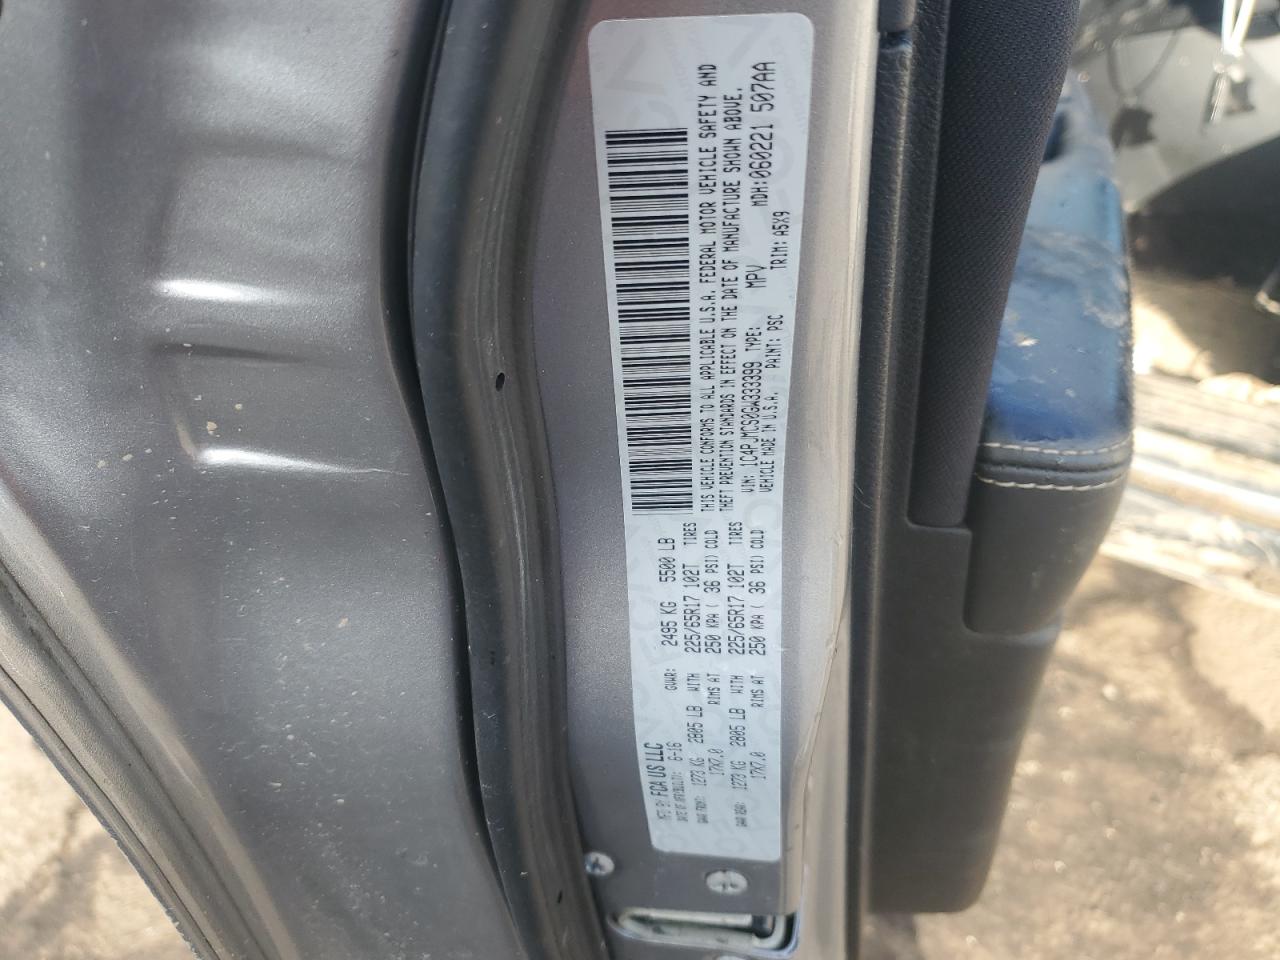 MFD BY: FCA US LLC
DATE OF MFR (BUILT): 6-16 GVWR: 2495 KG 5500 LB
GAWR FRONT: 1273 KG 2805 LB WITH 225/65R17 102T TIRES
17X7.0 RIMS AT 250 KPA ( 36 PSI) COLD
GAWR REAR: 1273 KG 2805 LB WITH 225/65R17 102T TIRES
17X7.0 RIMS AT 250 KPA ( 36 PSI) COLD
THIS VEHICLE CONFORMS TO ALL APPLICABLE U.S.A. FEDERAL MOTOR VEHICLE SAFETY AND
THEFT PREVENTION STANDARDS IN EFFECT ON THE DATE OF MANUFACTURE SHOWN ABOVE.
VIN: 1C4PJMCS0GW333399 TYPE: MPV MDH:060221 507AA
VEHICLE MADE IN U.S.A. PAINT: PSC TRIM: A5X9